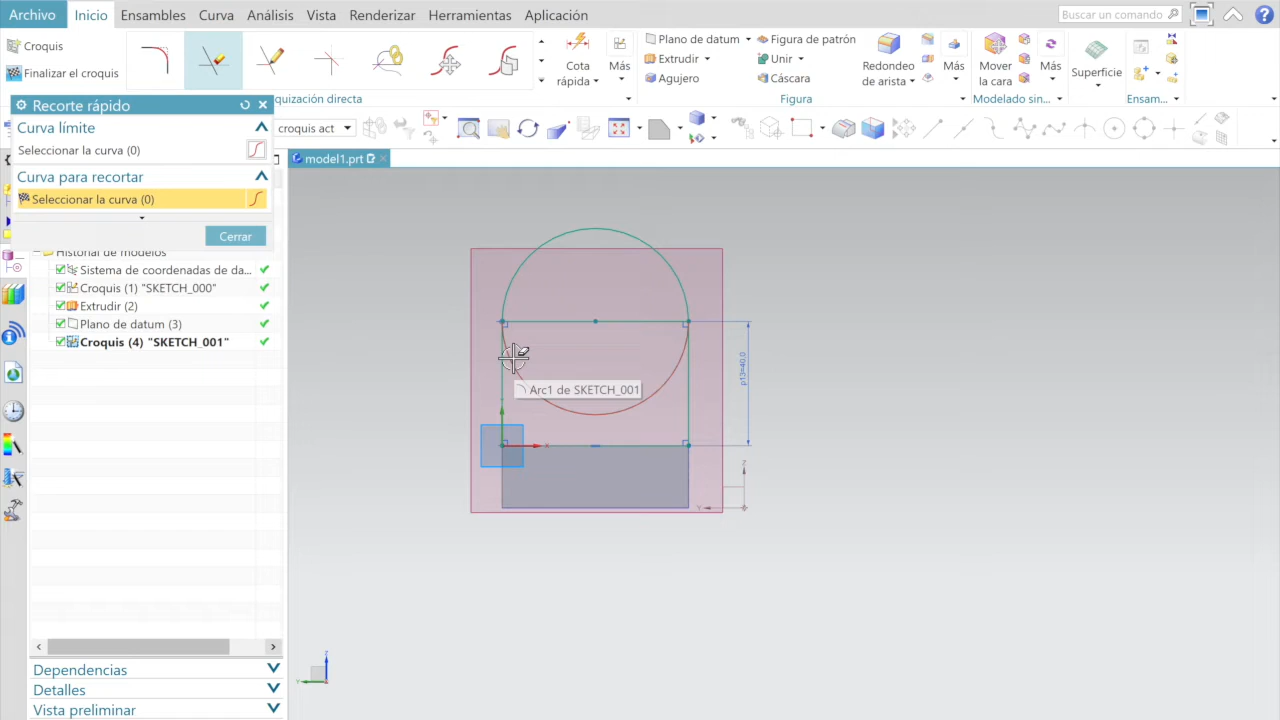 Archivo Inicio Ensambles Curva Análisis Vista Renderizar Herramientas Aplicación Buscar un comando
Croquis
Finalizar el croquis
Cota rápida
Más
Plano de datum
Extrudir
Agujero
Figura de patrón
Unir
Cáscara
Redondeo de arista
Más
Mover la cara
Más
Superficie
quización directa Figura Modelado sin... Ensam...
Recorte rápido
Curva límite
Seleccionar la curva (0)
Curva para recortar
Seleccionar la curva (0)
Cerrar
croquis act
model1.prt
Historial de modelos
Sistema de coordenadas de da...
Croquis (1) "SKETCH_000"
Extrudir (2)
Plano de datum (3)
Croquis (4) "SKETCH_001"
Arc1 de SKETCH_001
p13=40.0
X
Z
Y
Z
Y
Dependencias
Detalles
Vista preliminar